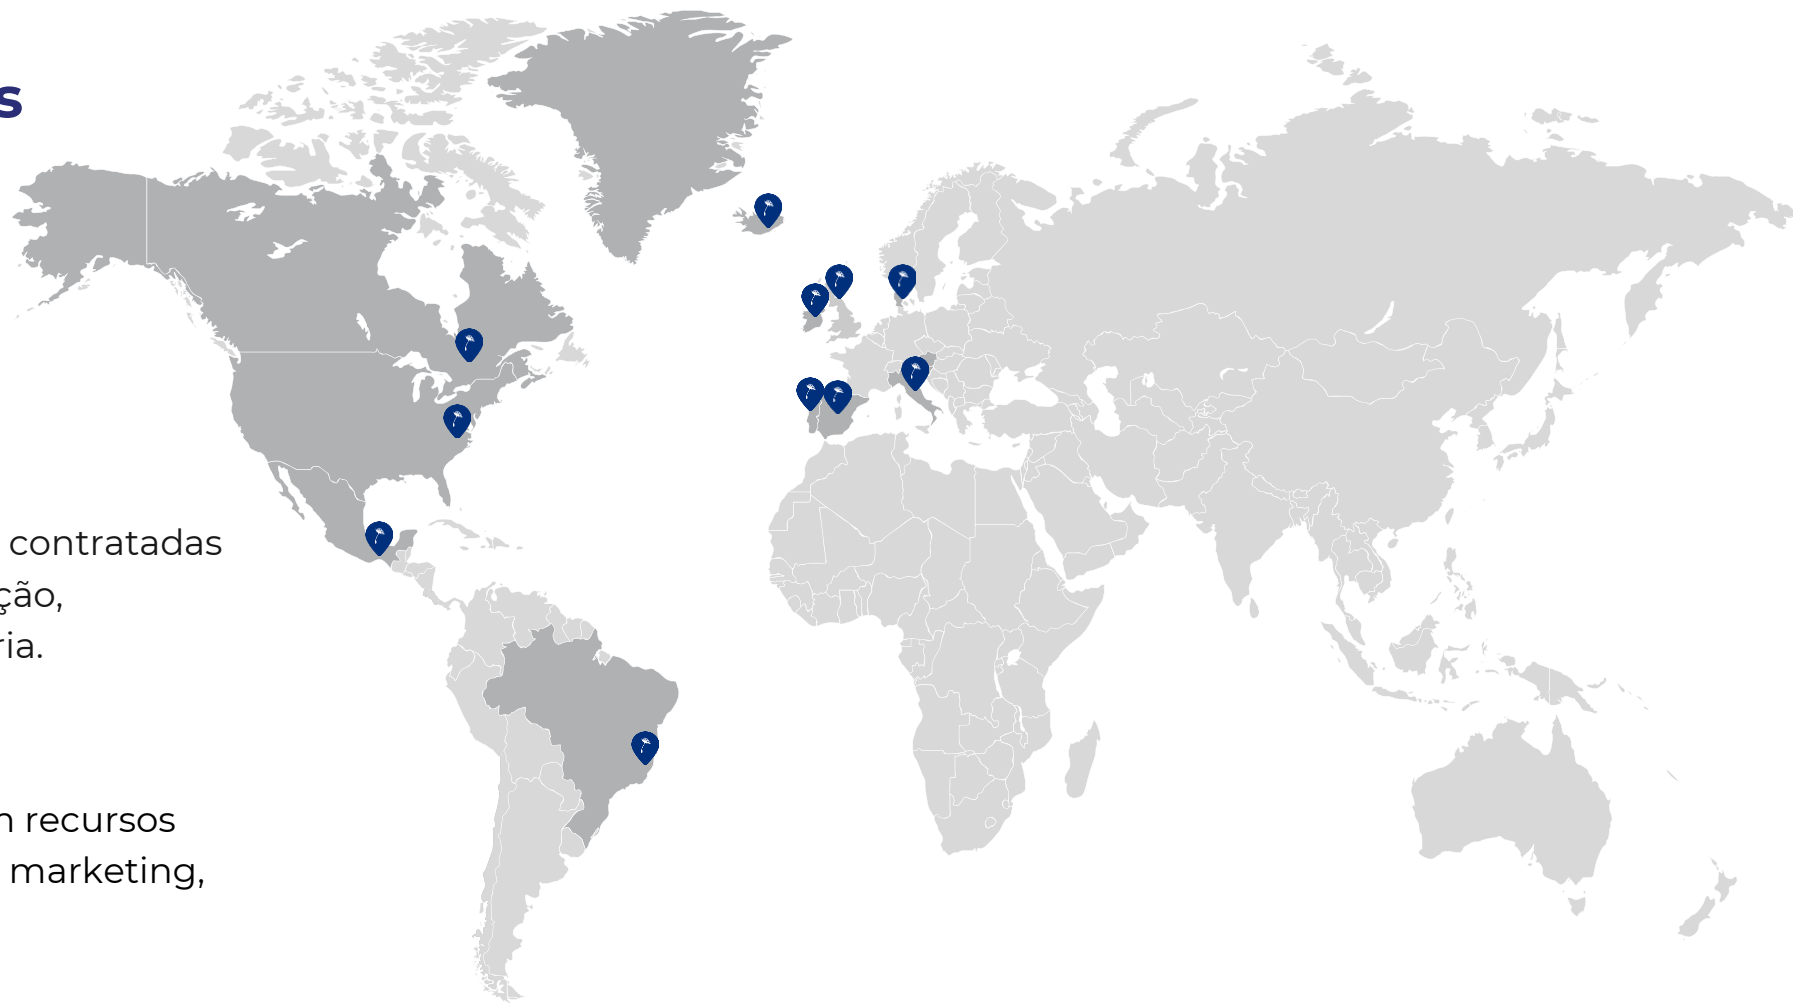 s
contratadas
ção,
ria.
n recursos
marketing,